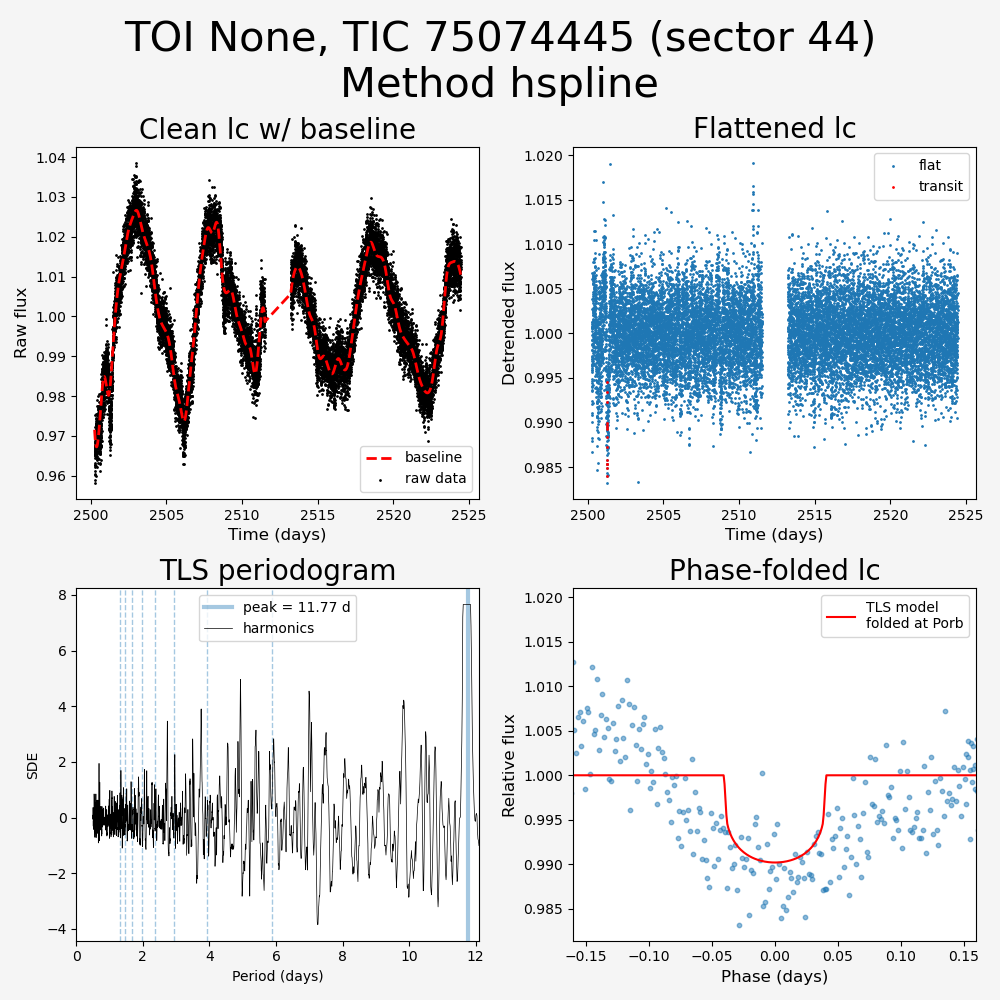 TOI None, TIC 75074445 (sector 44)
Method hspline
Clean lc w/ baseline
1.04
1.03
1.02
1.01
1.00
0.99
0.98
0.97
0.96
Raw flux
baseline
raw data
2500
2505
2510
2515
2520
2525
Time (days)
Flattened lc
1.020
1.015
1.010
1.005
1.000
0.995
0.990
0.985
Detrended flux
flat
transit
2500
2505
2510
2515
2520
2525
Time (days)
TLS periodogram
8
6
4
2
0
−2
−4
SDE
peak = 11.77 d
harmonics
0
2
4
6
8
10
12
Period (days)
Phase-folded lc
1.020
1.015
1.010
1.005
1.000
0.995
0.990
0.985
Relative flux
TLS model
folded at Porb
−0.15
−0.10
−0.05
0.00
0.05
0.10
0.15
Phase (days)